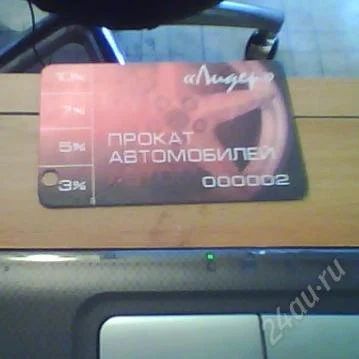 10%
«Лидер»
7%
5%
ПРОКАТ
АВТОМОБИЛЕЙ
3%
000002
24au.ru